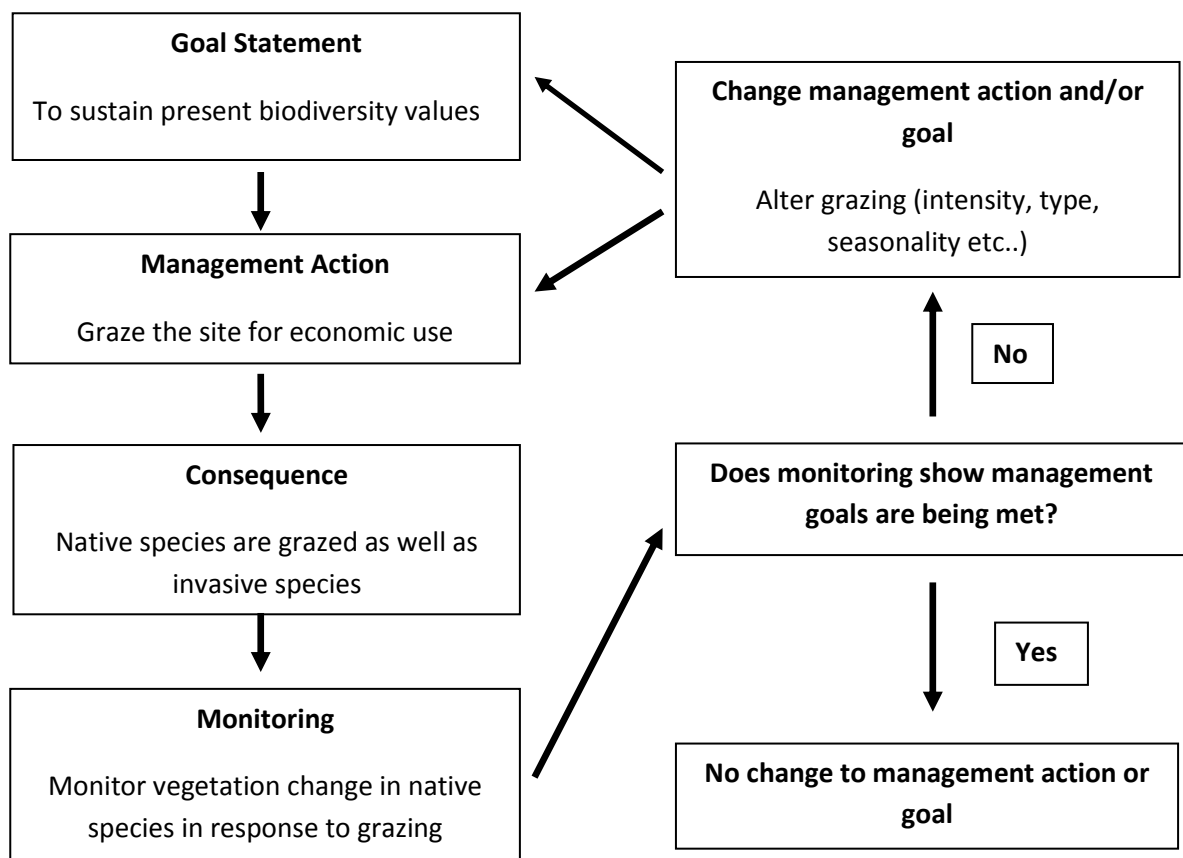 Goal Statement
To sustain present biodiversity values
Management Action
Graze the site for economic use
Consequence
Native species are grazed as well as
invasive species
Monitoring
Monitor vegetation change in native
species in response to grazing
Does monitoring show management
goals are being met?
No
Change management action and/or
goal
Alter grazing (intensity, type,
seasonality etc..)
Yes
No change to management action or
goal